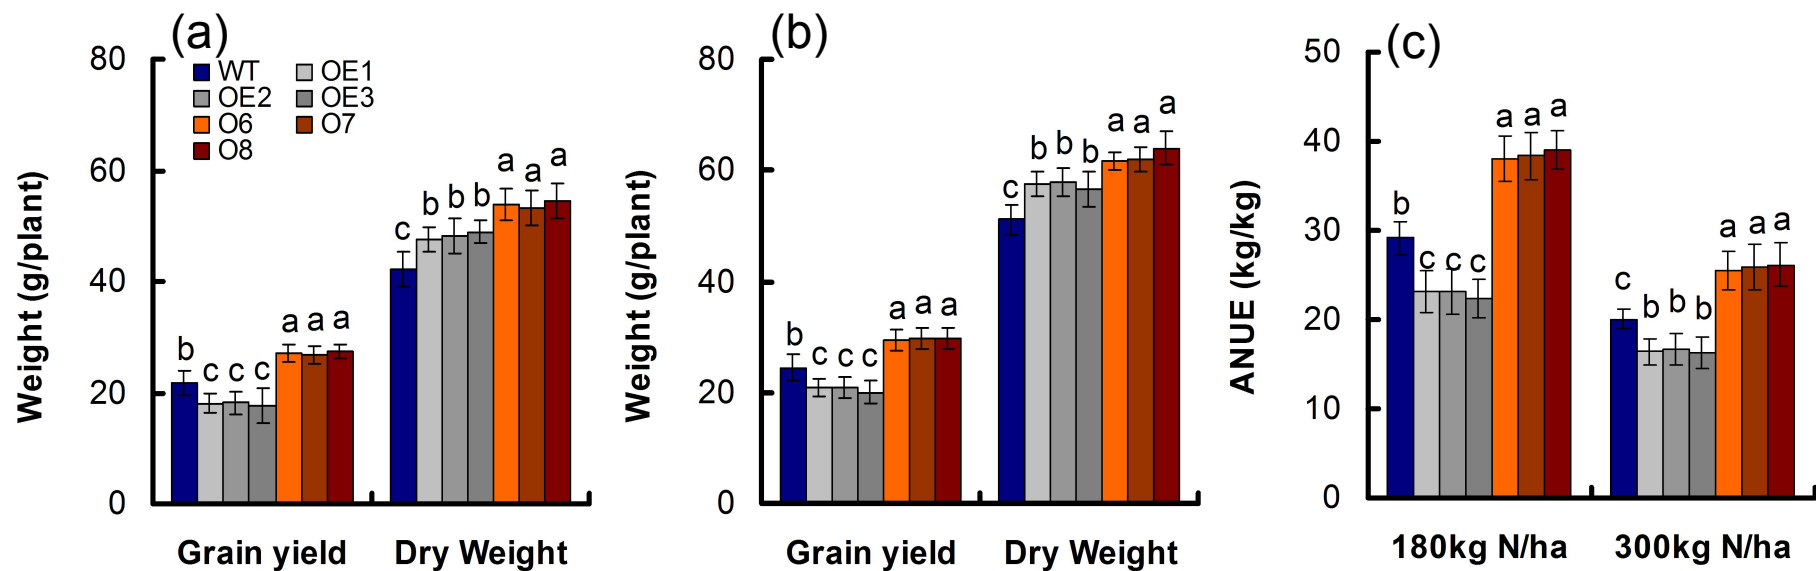 (a)
80
60
40
20
0
Weight (g/plant)
WT OE1
OE2 OE3
O6 O7
O8
b c c c a a a
c b b b a a a
Grain yield Dry Weight
(b)
80
60
40
20
0
Weight (g/plant)
b c c c a a a
c b b b a a a
Grain yield Dry Weight
(c)
50
40
30
20
10
0
ANUE (kg/kg)
b c c c a a a
c b b b a a a
180kg N/ha 300kg N/ha